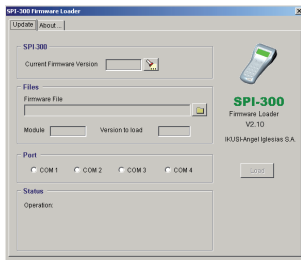 SPI-300 Firmware Loader
Update
About ...
SPI-300
Current Firmware Version
Files
Firmware File
Module
Version to load
Port
COM 1
COM 2
COM 3
COM 4
Status
Operation:
SPI-300
Firmware Loader
V2.10
IKUSI-Angel Iglesias S.A.
Load